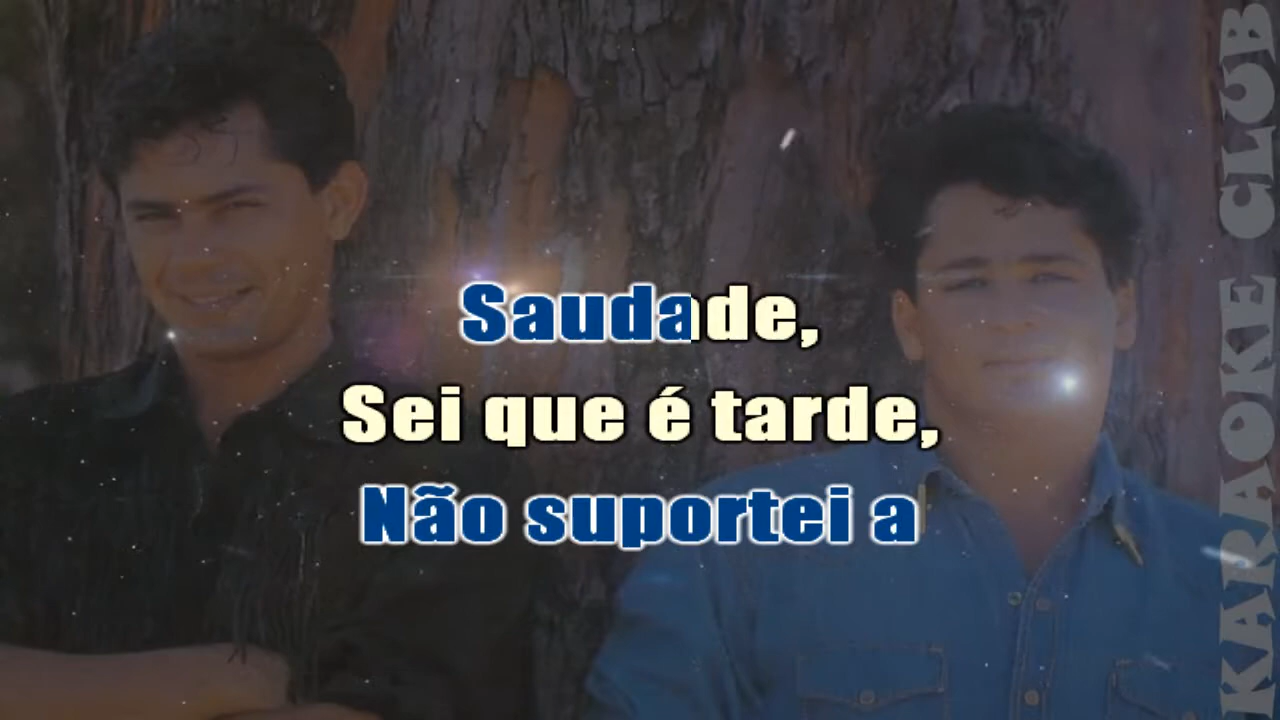 Saudade,
Sei que é tarde,
Não suportei a
KARAOKE CLUB